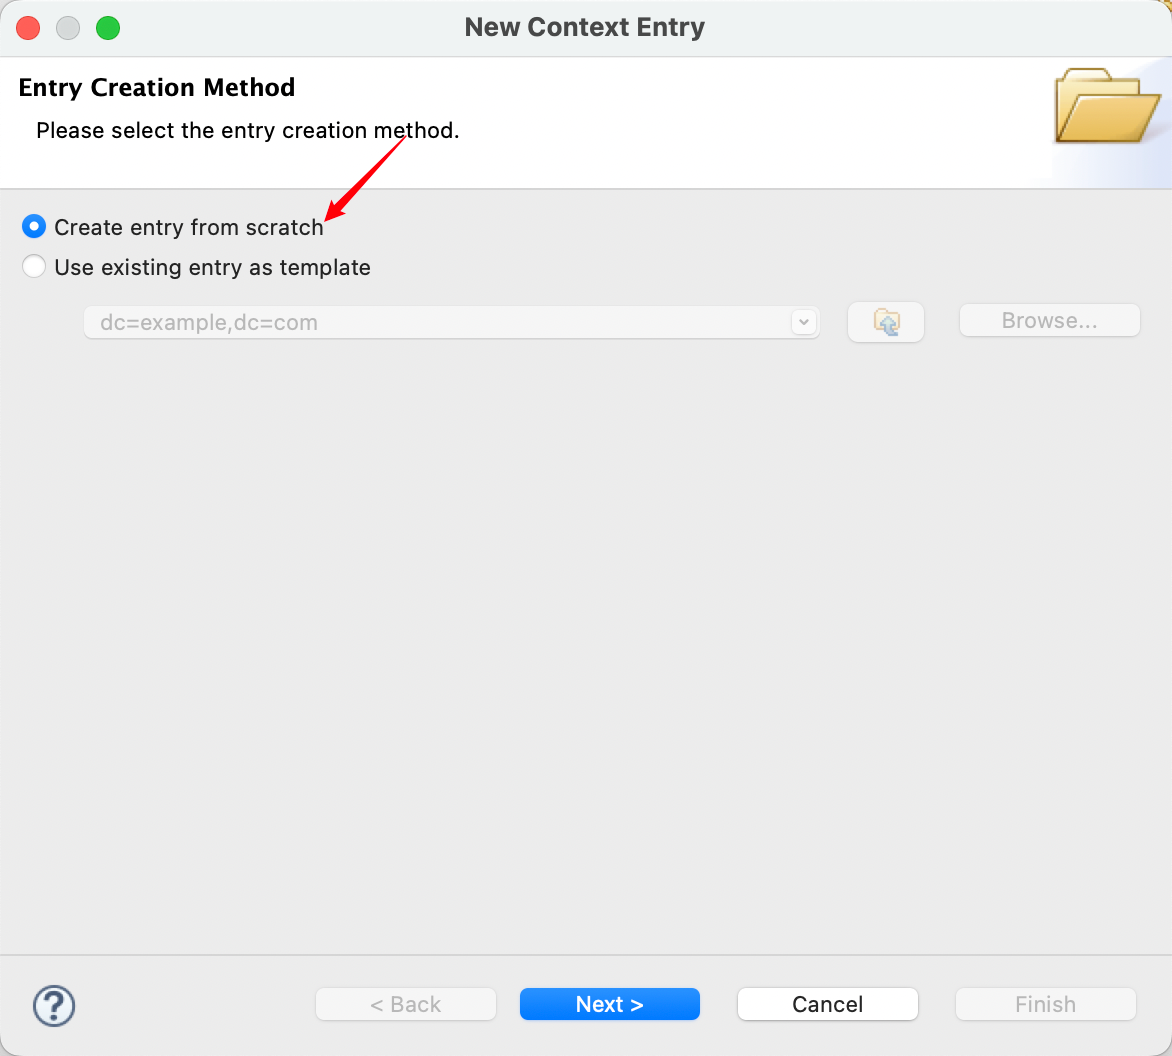 New Context Entry
Entry Creation Method
Please select the entry creation method.
Create entry from scratch
Use existing entry as template
dc=example,dc=com
Browse...
?
< Back
Next >
Cancel
Finish